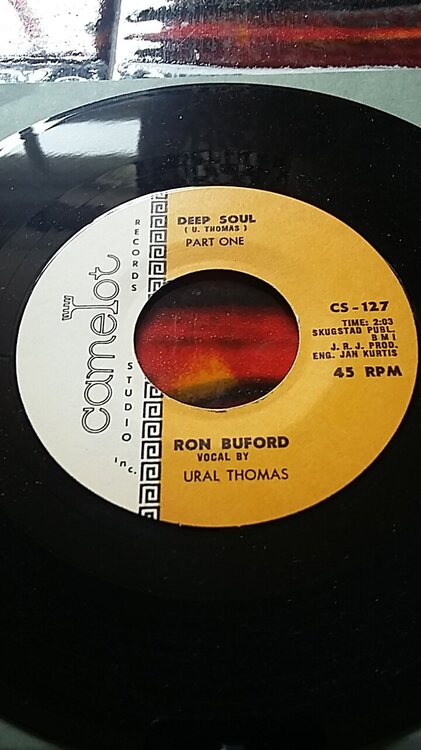 camelot
RECORDS
STUDIO
Inc.
DEEP SOUL
( U. THOMAS )
PART ONE
CS-127
TIME: 2:03
SKUGSTAD PUBL.
BMI
J. R. J. PROD.
ENG. JAN KURTIS
45 RPM
RON BUFORD
VOCAL BY
URAL THOMAS